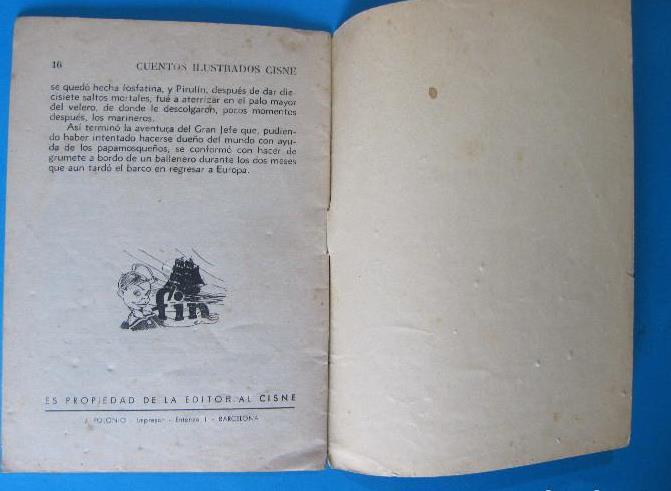 16 CUENTOS ILUSTRADOS CISNE
se quedó hecha fosfatina, y Pirulín, después de dar die-
cisiete saltos mortales, fué a aterrizar en el palo mayor
del velero, de donde le descolgaron, pocos momentos
después, los marineros.
Así terminó la aventura del Gran Jefe que, pudien-
do haber intentado hacerse dueño del mundo con ayu-
da de los papamosqueños, se conformó con hacer de
grumete a bordo de un ballenero durante los dos meses
que aun tardó el barco en regresar a Europa.
fin
ES PROPIEDAD DE LA EDITORIAL CISNE
POLONIO - Impresor - Entenza 1 - BARCELONA